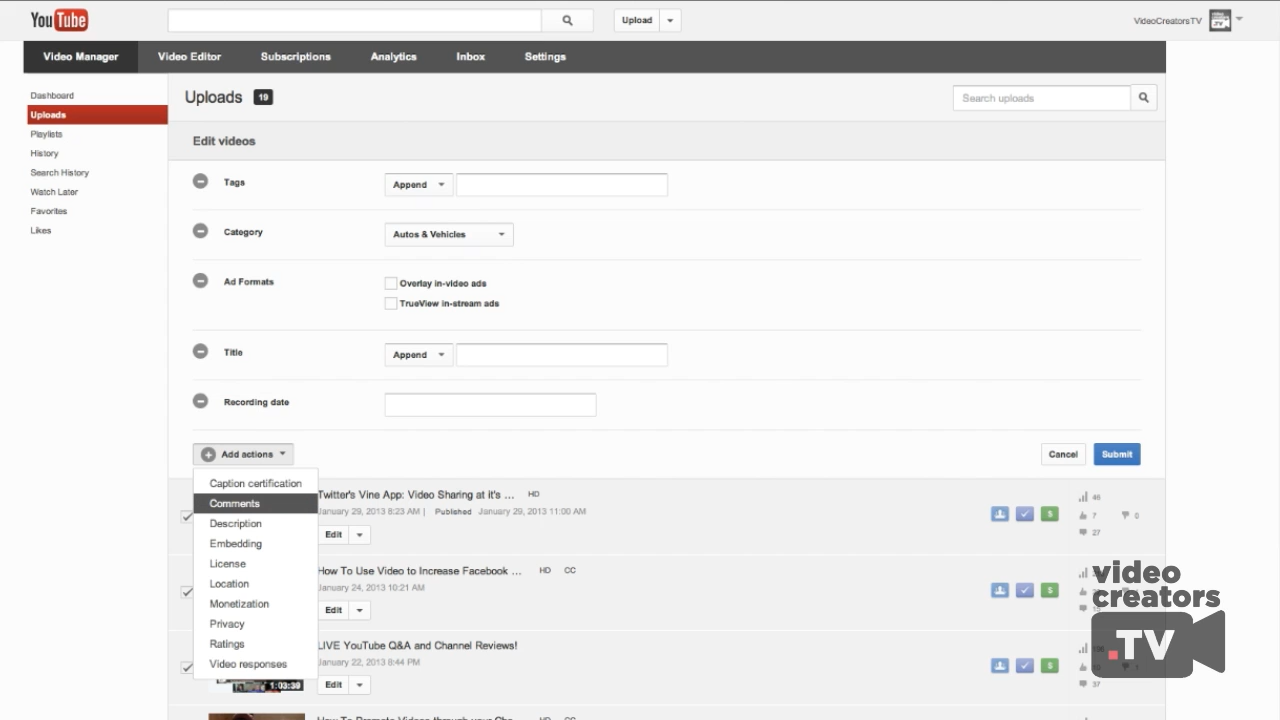 YouTube
Upload
VideoCreatorsTV
Video Manager
Video Editor
Subscriptions
Analytics
Inbox
Settings
Dashboard
Uploads
Playlists
History
Search History
Watch Later
Favorites
Likes
Uploads 19
Search uploads
Edit videos
Tags
Append
Category
Autos & Vehicles
Ad Formats
Overlay in-video ads
TrueView in-stream ads
Title
Append
Recording date
Add actions
Cancel
Submit
Caption certification
Comments
Description
Embedding
License
Location
Monetization
Privacy
Ratings
Video responses
Twitter's Vine App: Video Sharing at it's ... HD
January 29, 2013 8:23 AM | Published January 29, 2013 11:00 AM
Edit
46
7
0
27
How To Use Video to Increase Facebook ... HD CC
January 24, 2013 10:21 AM
Edit
LIVE YouTube Q&A and Channel Reviews!
January 22, 2013 8:44 PM
Edit
1:03:39
37
video
creators
.TV